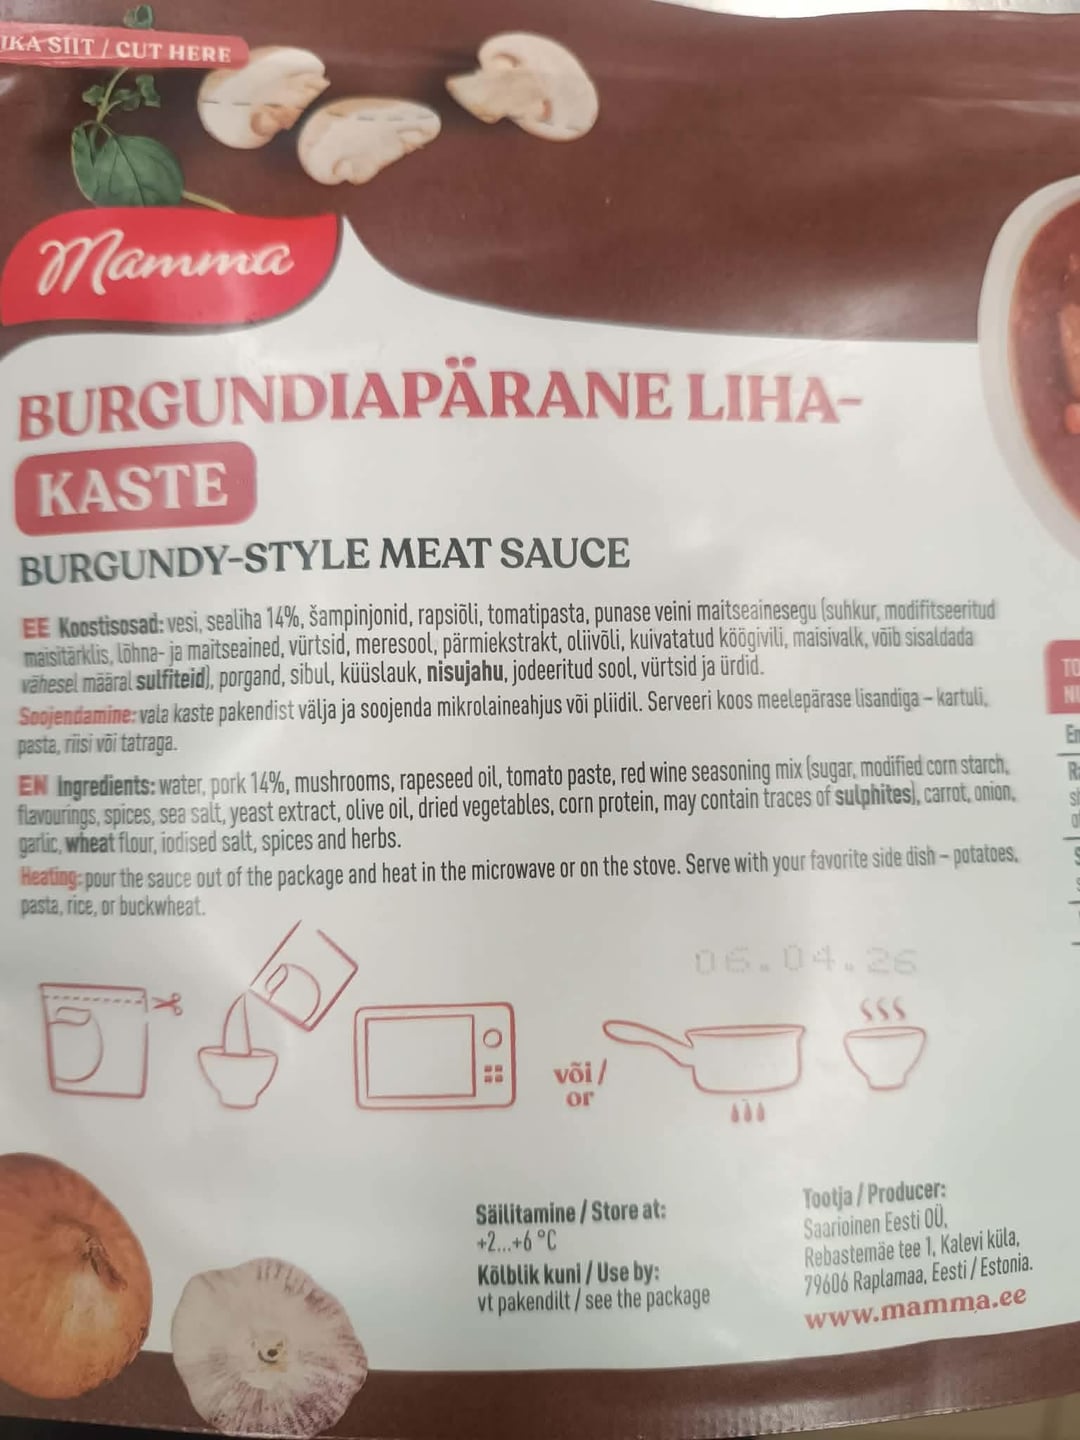 IKA SIIT / CUT HERE
Mamma
BURGUNDIAPÄRANE LIHA-
KASTE
BURGUNDY-STYLE MEAT SAUCE
EE Koostisosad: vesi, sealiha 14%, šampinjonid, rapsiõli, tomatipasta, punase veini maitseainesegu (suhkur, modifitseeritud
maisitärklis, lõhna- ja maitseained, vürtsid, meresool, pärmiekstrakt, oliivõli, kuivatatud köögivili, maisivalk, võib sisaldada
vähesel määral sulfiteid), porgand, sibul, küüslauk, nisujahu, jodeeritud sool, vürtsid ja ürdid.
Soojendamine: vala kaste pakendist välja ja soojenda mikrolaineahjus või pliidil. Serveeri koos meelepärase lisandiga – kartuli,
pasta, riisi või tatraga.
EN Ingredients: water, pork 14%, mushrooms, rapeseed oil, tomato paste, red wine seasoning mix (sugar, modified corn starch,
flavourings, spices, sea salt, yeast extract, olive oil, dried vegetables, corn protein, may contain traces of sulphites), carrot, onion,
garlic, wheat flour, iodised salt, spices and herbs.
Heating: pour the sauce out of the package and heat in the microwave or on the stove. Serve with your favorite side dish – potatoes,
pasta, rice, or buckwheat.
06.04.26
või /
or
Säilitamine / Store at:
+2...+6 °C
Kõlblik kuni / Use by:
vt pakendilt / see the package
Tootja / Producer:
Saarioinen Eesti OÜ,
Rebastemäe tee 1, Kalevi küla,
79606 Raplamaa, Eesti / Estonia.
www.mamma.ee